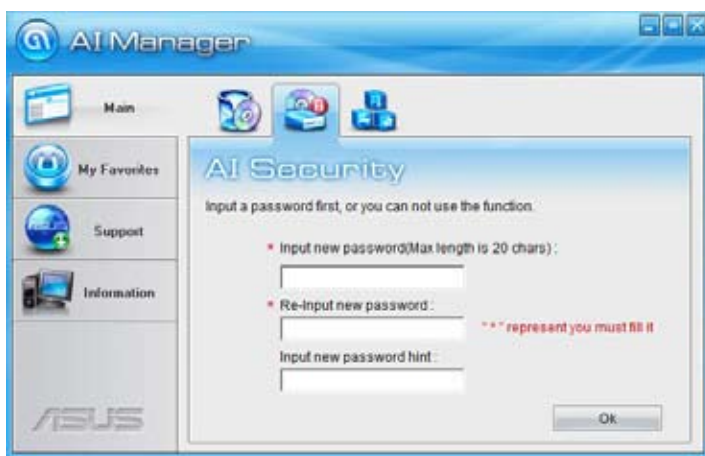 AI Manager
Main
My Favorites
Support
Information
ASUS
AI Security
Input a password first, or you can not use the function.
* Input new password(Max length is 20 chars) :
* Re-Input new password :
" * " represent you must fill it
Input new password hint :
Ok